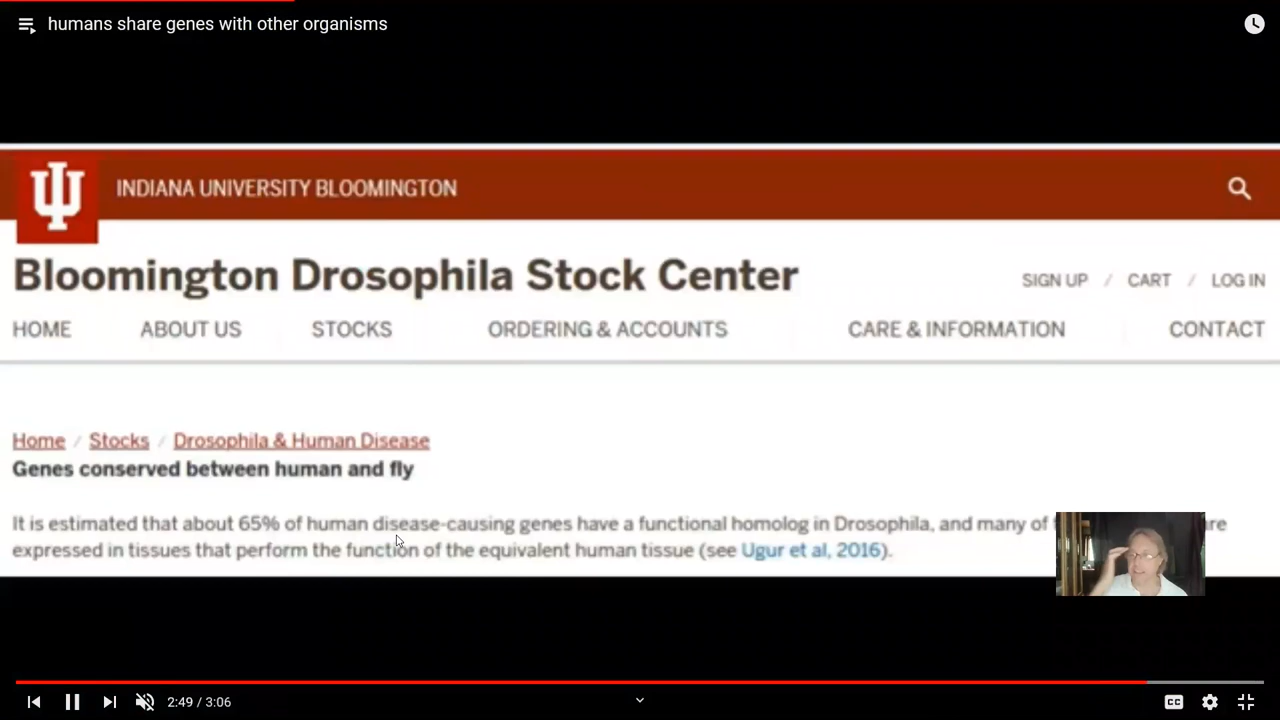 humans share genes with other organisms
INDIANA UNIVERSITY BLOOMINGTON
Bloomington Drosophila Stock Center
SIGN UP / CART / LOG IN
HOME ABOUT US STOCKS ORDERING & ACCOUNTS CARE & INFORMATION CONTACT
Home / Stocks / Drosophila & Human Disease
Genes conserved between human and fly
It is estimated that about 65% of human disease-causing genes have a functional homolog in Drosophila, and many of
expressed in tissues that perform the function of the equivalent human tissue (see Ugur et al, 2016).
2:49 / 3:06
CC